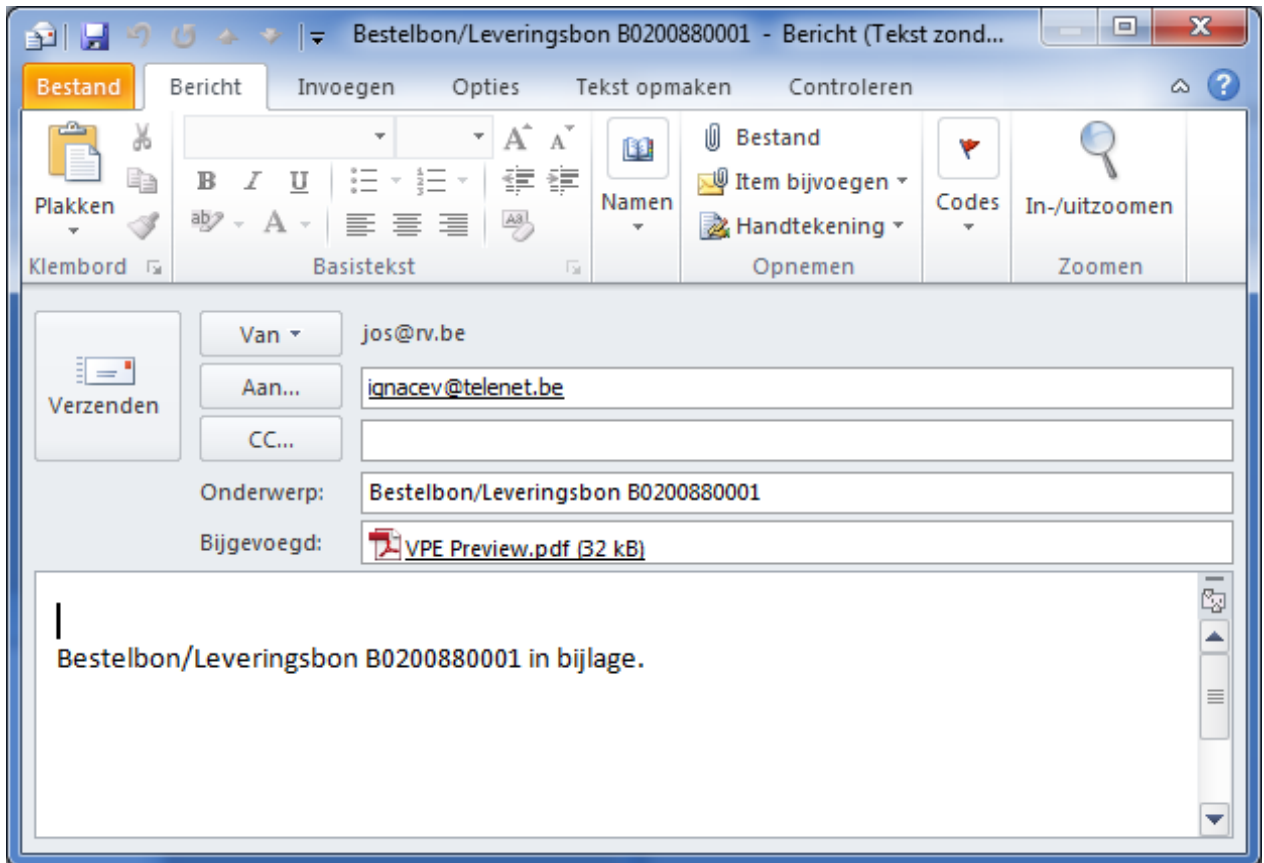 Bestelbon/Leveringsbon B0200880001 - Bericht (Tekst zond...
Bestand Bericht Invoegen Opties Tekst opmaken Controleren
Plakken
Klembord
B I U
Basistekst
Namen
Bestand
Item bijvoegen
Handtekening
Opnemen
Codes
In-/uitzoomen
Zoomen
Verzenden
Van jos@rv.be
Aan... ignacev@telenet.be
CC...
Onderwerp: Bestelbon/Leveringsbon B0200880001
Bijgevoegd: VPE Preview.pdf (32 kB)
Bestelbon/Leveringsbon B0200880001 in bijlage.